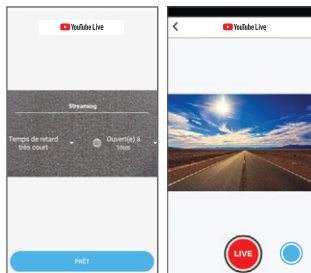 YouTube Live
Streaming
Temps de retard
très court
Ouvert(e) à
tous
PRÊT
YouTube Live
LIVE